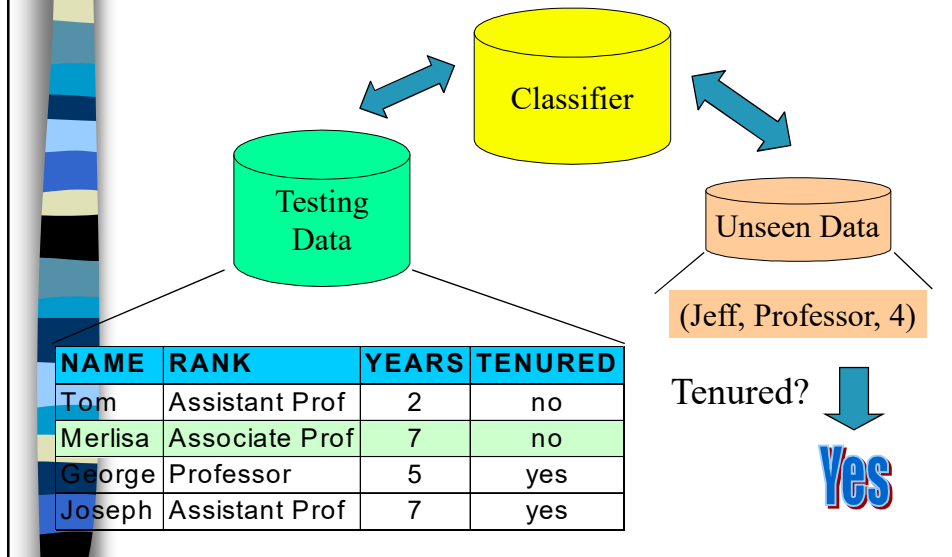 Classifier
Testing
Data
Unseen Data
(Jeff, Professor, 4)
NAME RANK YEARS TENURED
Tom Assistant Prof 2 no
Merlisa Associate Prof 7 no
George Professor 5 yes
Joseph Assistant Prof 7 yes
Tenured?
Yes